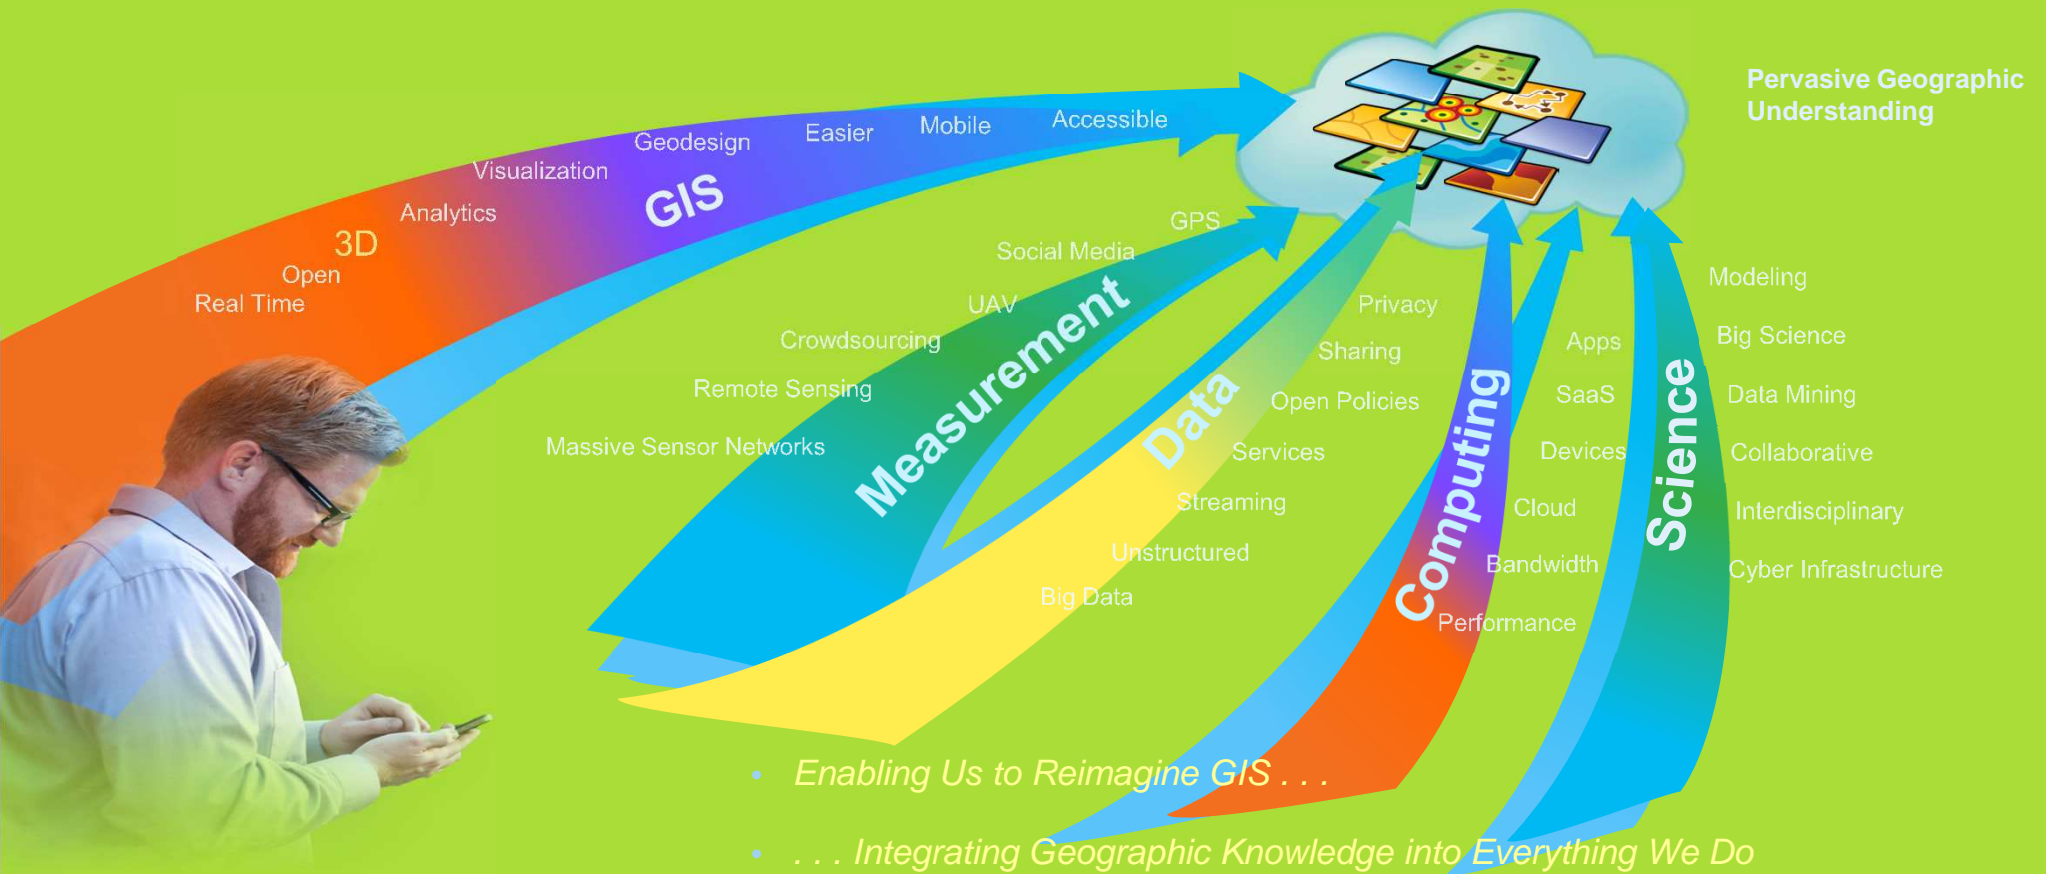 Pervasive Geographic
Understanding
Accessible
Mobile
Easier
Geodesign
Visualization
Analytics
3D
Open
Real Time
GIS
GPS
Social Media
UAV
Crowdsourcing
Remote Sensing
Massive Sensor Networks
Measurement
Data
Privacy
Sharing
Open Policies
Services
Streaming
Unstructured
Big Data
Computing
Apps
SaaS
Devices
Cloud
Bandwidth
Performance
Science
Modeling
Big Science
Data Mining
Collaborative
Interdisciplinary
Cyber Infrastructure
• Enabling Us to Reimagine GIS . . .
• . . . Integrating Geographic Knowledge into Everything We Do